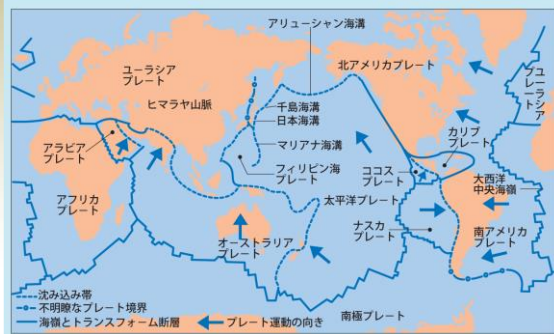 アリューシャン海溝
ユーラシア
プレート
北アメリカプレート
ヒマラヤ山脈
千島海溝
日本海溝
マリアナ海溝
フィリピン海
プレート
アラビア
プレート
アフリカ
プレート
オーストラリア
プレート
太平洋プレート
ココス
プレート
カリブ
プレート
ナスカ
プレート
南アメリカ
プレート
大西洋
中央海嶺
ユーラシア
プレート
南極プレート
沈み込み帯
不明瞭なプレート境界
海嶺とトランスフォーム断層
プレート運動の向き